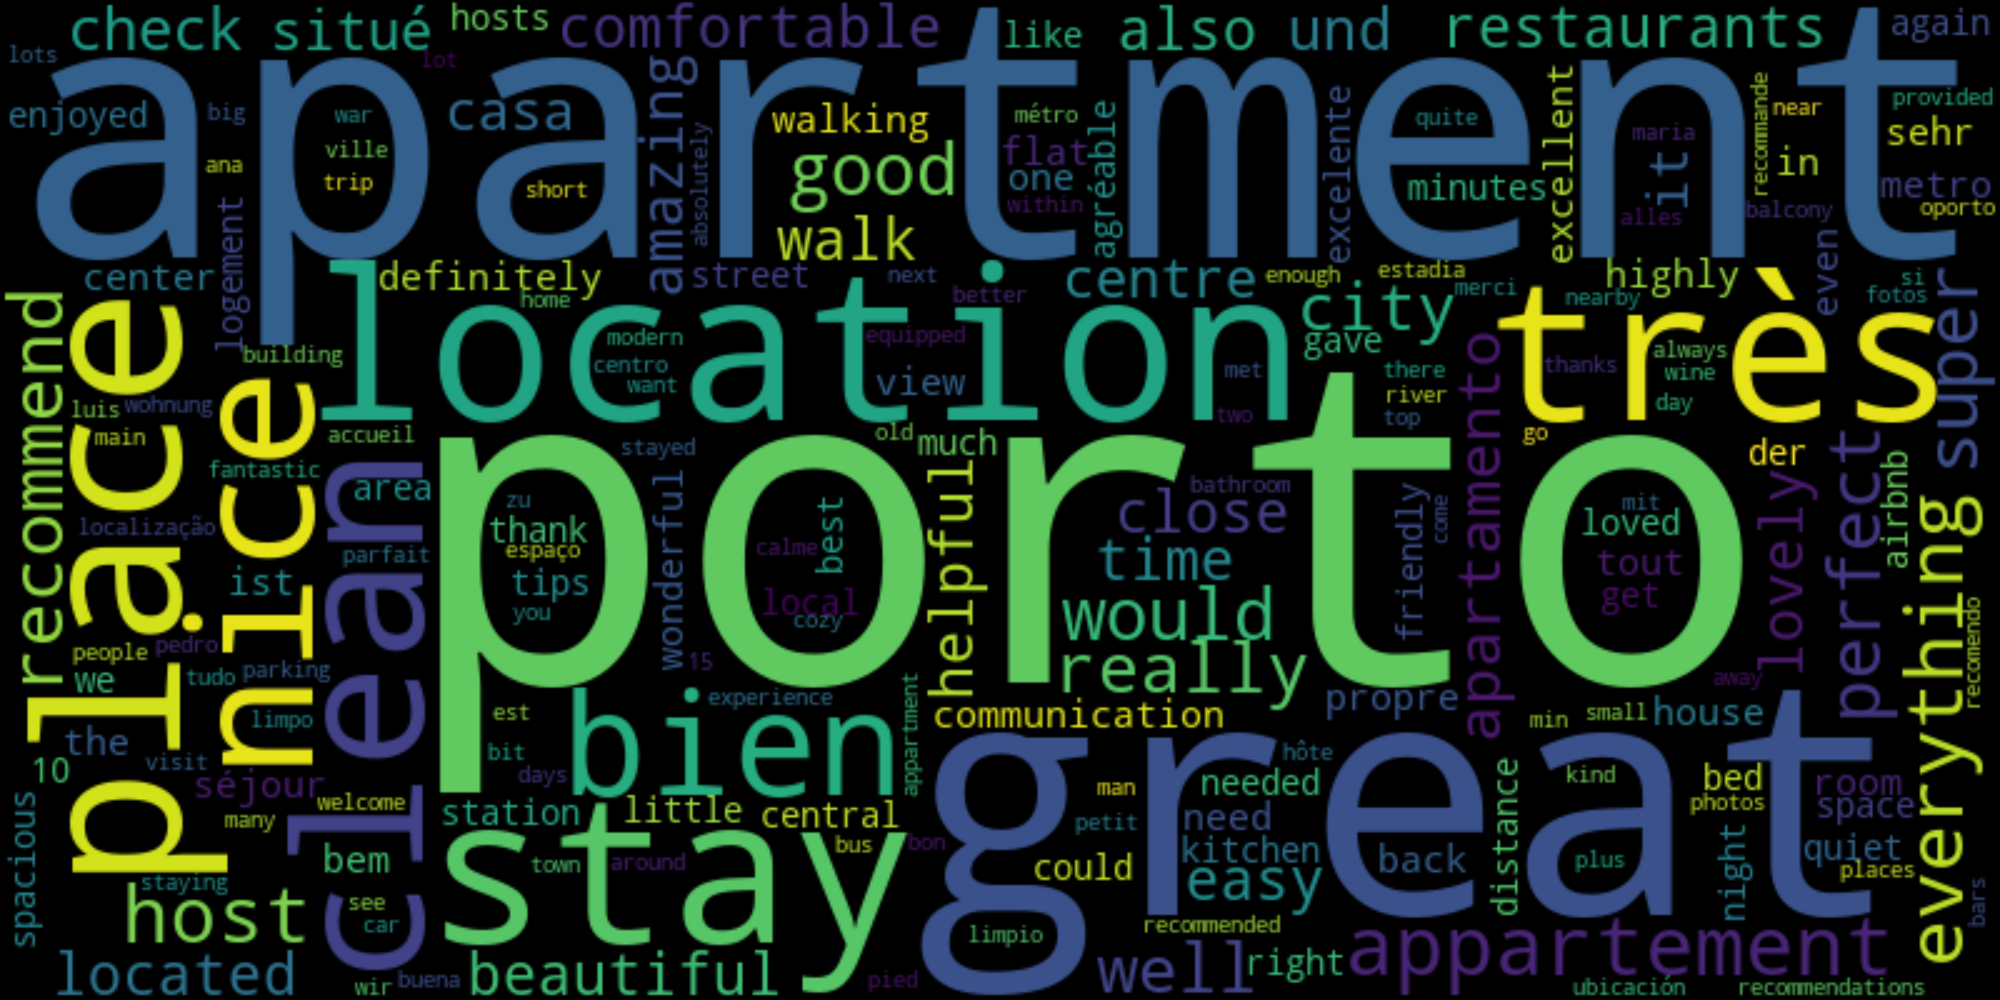 check situé hosts comfortable like also und restaurants again
lots lot
apartment
enjoyed big war casa amazing walking métro agréable excellente quite excellent maria recommande near provided
ana ville good flat minutes it in sehr
trip short absolutely walk one within alles balcony metro
oporto
logement
center definitely street next centre enough estadia highly even si
home better city merci nearby fotos
location
très
super
recommend
place
nice
building modern equipped gave thanks always
centro view met there wine
want river day
luis wohnung two top go
main accueil old much appartamento der
porto
fantastic stayed
clean
area zu wonderful best helpful bathroom close friendly come mit lovely perfect airbnb
localização thank calme time loved everything
parfait espaço tout
ist tips local get
you cozy would
people pedro really recomendo
we tudo parking 15 away
limpo est bien experience appartment communication propre min small house
the bit hôte
visit days great
10 séjour man needed distance kind bed room
spacious welcome station little central petit need photos space
many bus kitchen night quiet
bem stay town around bon could back plus places
staying easy bars
host see limpio recommended
car
located wir buena beautiful pied well right appartement
ubicación recommendations